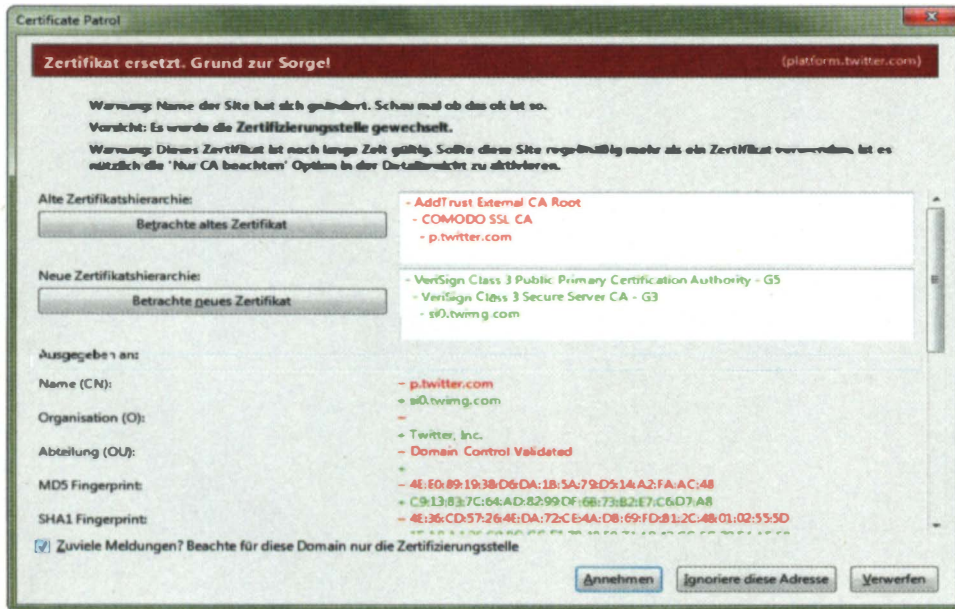 Certificate Patrol
Zertifikat ersetzt. Grund zur Sorge!
(platform.twitter.com)
Warnung: Name der Site hat sich geändert. Schau mal ob das ok ist so.
Vorsicht: Es wurde die Zertifizierungsstelle gewechselt.
Warnung: Dieses Zertifikat ist noch lange Zeit gültig. Sollte diese Site regelmäßig mehr als ein Zertifikat verwenden, ist es
nützlich die 'Nur CA beachten' Option in der Detailansicht zu aktivieren.
Alte Zertifikatshierarchie:
Betrachte altes Zertifikat
- AddTrust External CA Root
- COMODO SSL CA
- p.twitter.com
Neue Zertifikatshierarchie:
Betrachte neues Zertifikat
- VeriSign Class 3 Public Primary Certification Authority - G5
- VeriSign Class 3 Secure Server CA - G3
- si0.twimg.com
Ausgegeben an:
Name (CN):
- p.twitter.com
+ si0.twimg.com
Organisation (O):
-
+ Twitter, Inc.
Abteilung (OU):
- Domain Control Validated
+
MD5 Fingerprint:
- 4E:E0:89:19:38:D6:DA:1B:5A:79:D5:14:A2:FA:AC:48
+ C9:13:83:7C:64:AD:82:99:DF:6B:73:B2:E7:C6:D7:A8
SHA1 Fingerprint:
- 4E:36:CD:57:26:4E:DA:72:CE:4A:D8:69:FD:81:2C:48:01:02:55:5D
Zuviele Meldungen? Beachte für diese Domain nur die Zertifizierungsstelle
Annehmen
Ignoriere diese Adresse
Verwerfen